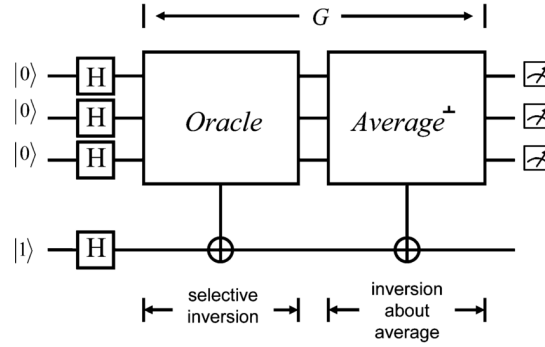 G
|0⟩ H
|0⟩ H
|0⟩ H
Oracle
Average⊥
|1⟩ H
selective
inversion
inversion
about
average